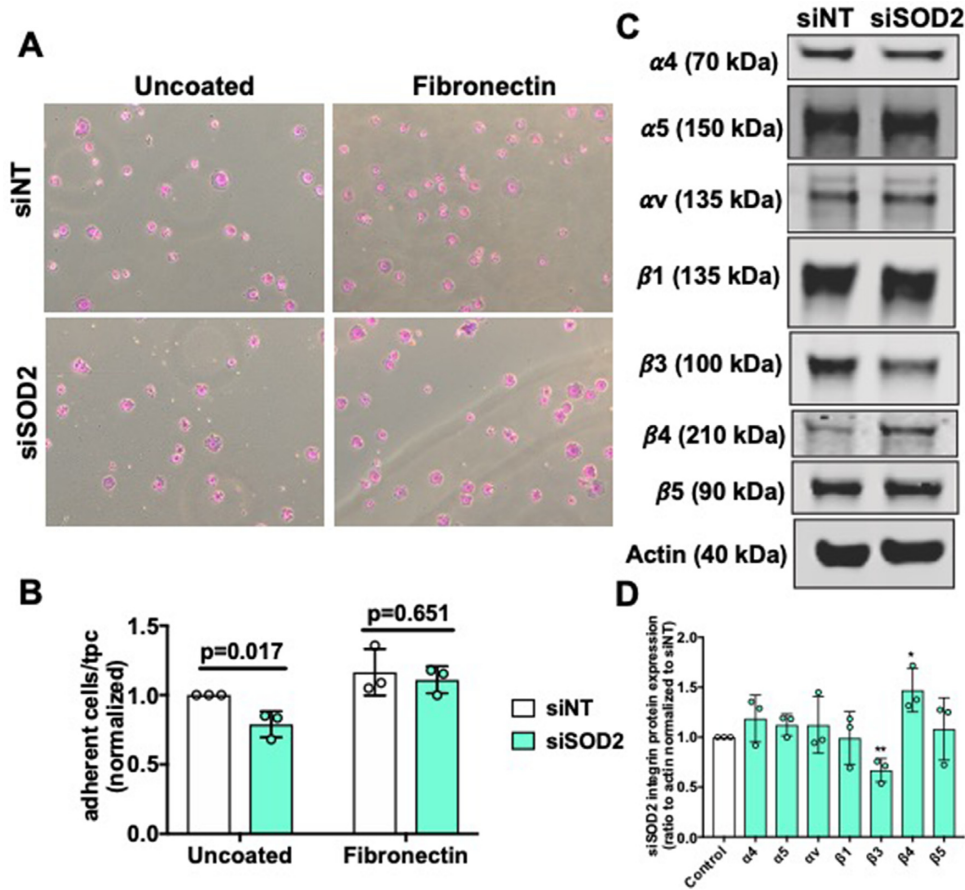 A
Uncoated
Fibronectin
siNT
siSOD2
B
adherent cells/tpc
(normalized)
1.5
1.0
0.5
0.0
p=0.017
p=0.651
Uncoated
Fibronectin
siNT
siSOD2
C
siNT siSOD2
α4 (70 kDa)
α5 (150 kDa)
αv (135 kDa)
β1 (135 kDa)
β3 (100 kDa)
β4 (210 kDa)
β5 (90 kDa)
Actin (40 kDa)
D
siSOD2 integrin protein expression
(ratio to actin normalized to siNT)
2.0
1.5
1.0
0.5
0.0
**
*
Control
α4
α5
αv
β1
β3
β4
β5